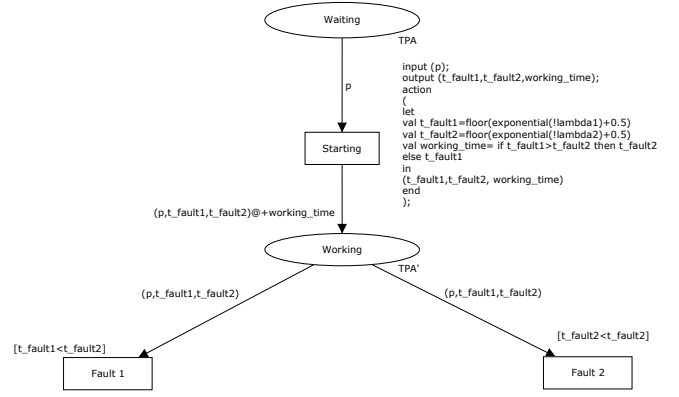 Waiting
TPA
input (p);
output (t_fault1,t_fault2,working_time);
action
(
let
val t_fault1=floor(exponential(!lambda1)+0.5)
val t_fault2=floor(exponential(!lambda2)+0.5)
val working_time= if t_fault1>t_fault2 then t_fault2
else t_fault1
in
(t_fault1,t_fault2, working_time)
end
);
p
Starting
(p,t_fault1,t_fault2)@+working_time
Working
TPA'
(p,t_fault1,t_fault2)
(p,t_fault1,t_fault2)
[t_fault1<t_fault2]
[t_fault2<t_fault2]
Fault 1
Fault 2